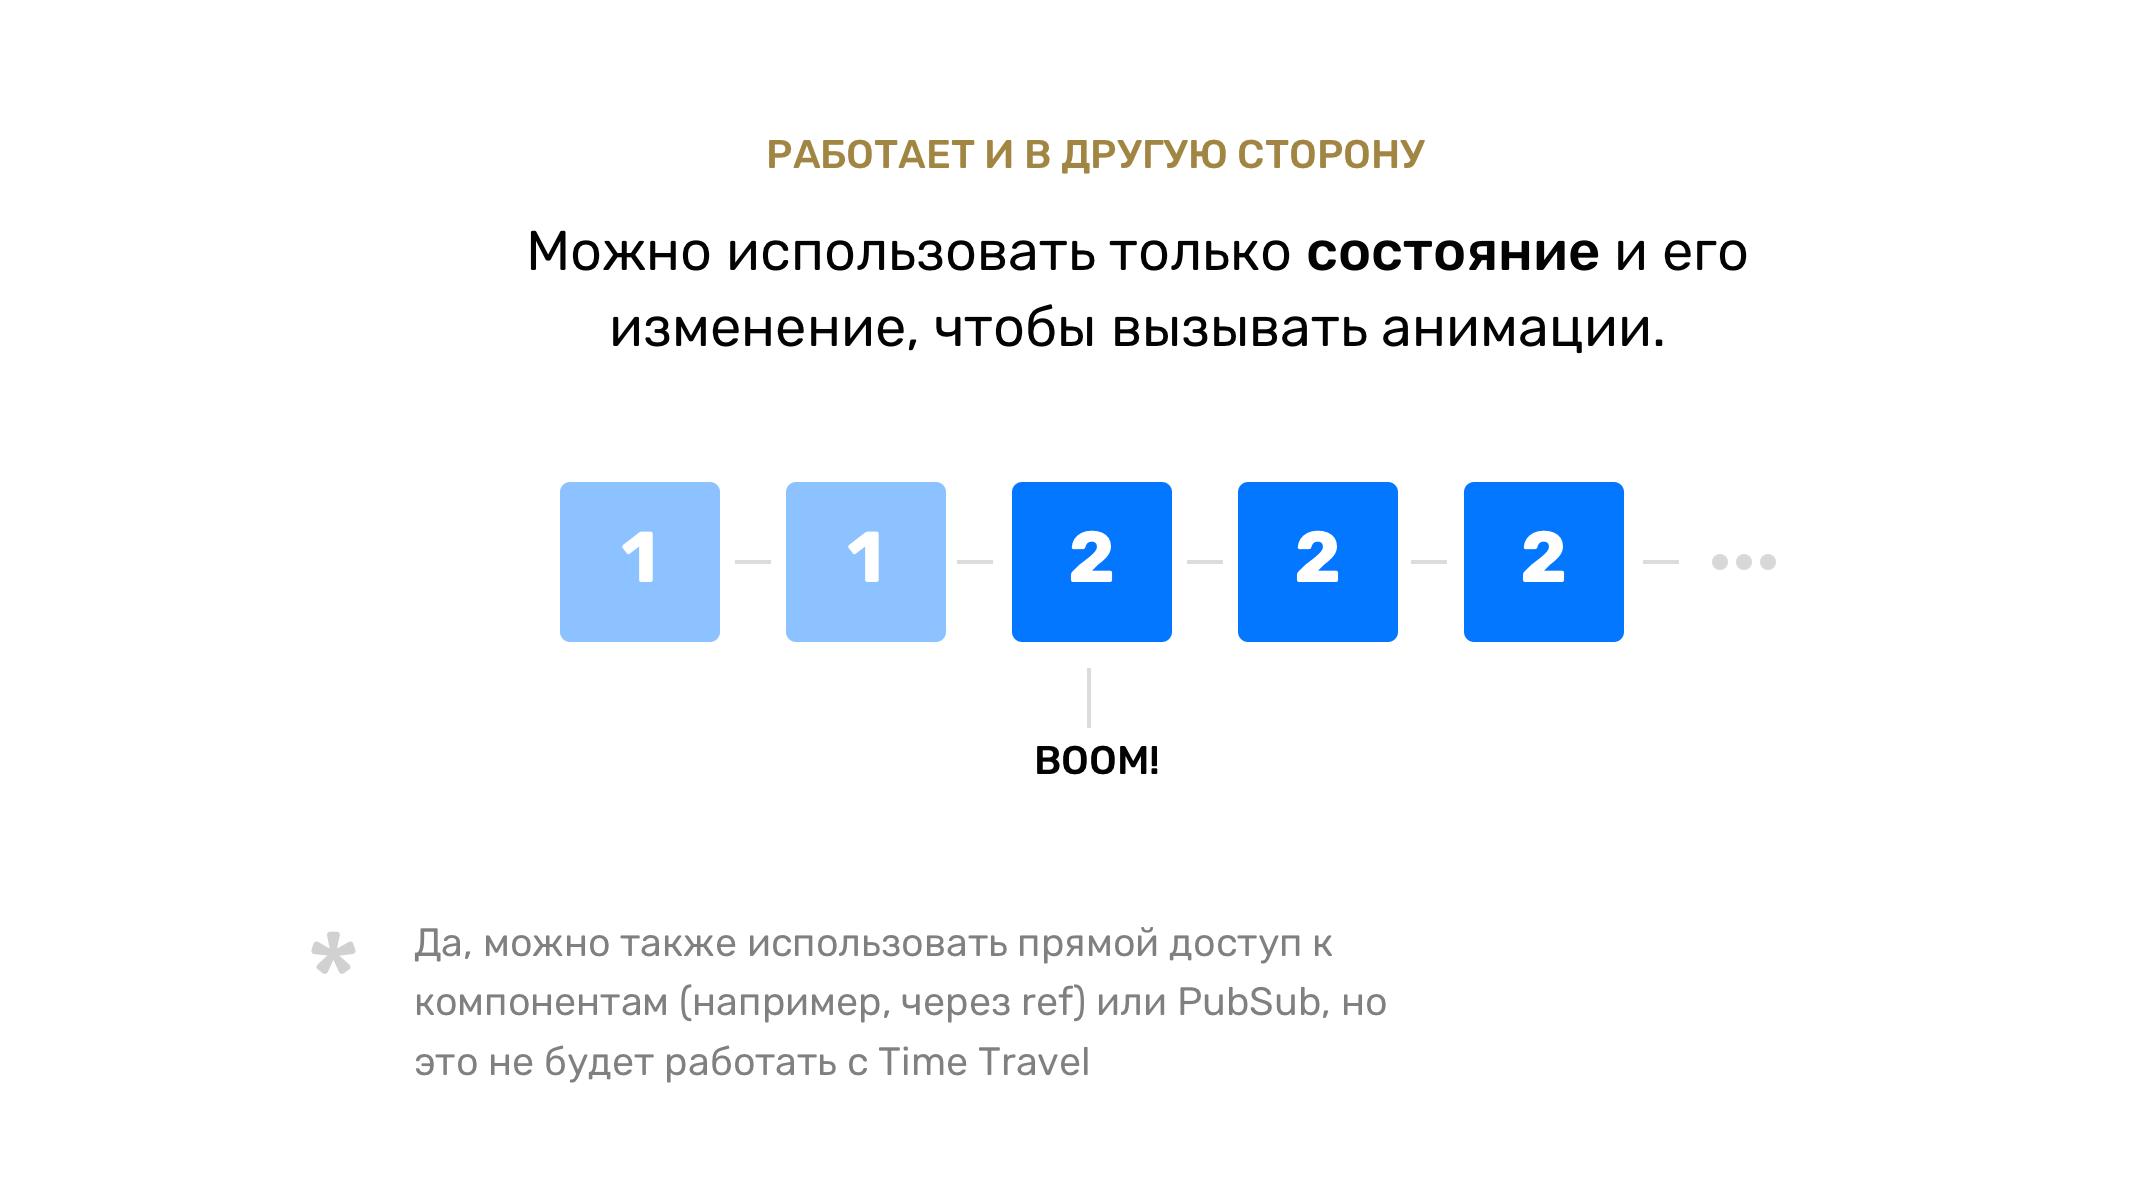 РАБОТАЕТ И В ДРУГУЮ СТОРОНУ
Можно использовать только состояние и его
изменение, чтобы вызывать анимации.
1 1 2 2 2
BOOM!
* Да, можно также использовать прямой доступ к
компонентам (например, через ref) или PubSub, но
это не будет работать с Time Travel